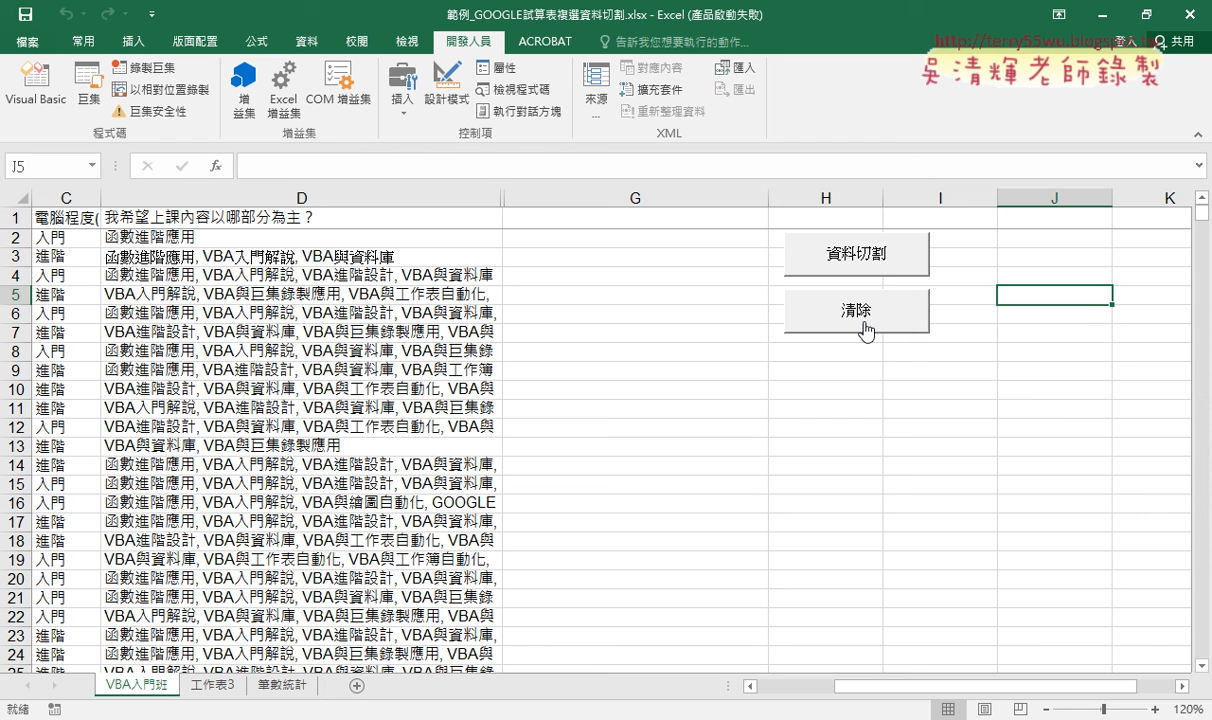 範例_GOOGLE試算表複選資料切割.xlsx - Excel (產品啟動失敗)
檔案 常用 插入 版面配置 公式 資料 校閱 檢視 開發人員 ACROBAT 告訴我您想要執行的動作... 登入 共用
http://terry55wu.blogspot.tw
吳清輝老師錄製
Visual Basic 巨集 錄製巨集 以相對位置錄製 巨集安全性 程式碼
增益集 Excel 增益集 COM 增益集 增益集
插入 設計模式 屬性 檢視程式碼 執行對話方塊 控制項
來源... 對應內容 擴充套件 重新整理資料 匯入 匯出 XML
J5 fx
C D G H I J K
1 電腦程度( 我希望上課內容以哪部分為主？
2 入門 函數進階應用
3 進階 函數進階應用, VBA入門解說, VBA與資料庫
4 入門 函數進階應用, VBA入門解說, VBA進階設計, VBA與資料庫
5 進階 VBA入門解說, VBA與巨集錄製應用, VBA與工作表自動化,
6 入門 函數進階應用, VBA入門解說, VBA進階設計, VBA與資料庫,
7 進階 VBA進階設計, VBA與資料庫, VBA與巨集錄製應用, VBA與
8 入門 函數進階應用, VBA入門解說, VBA與資料庫, VBA與巨集錄
9 入門 函數進階應用, VBA進階設計, VBA與資料庫, VBA與工作簿
10 進階 VBA進階設計, VBA與資料庫, VBA與工作表自動化, VBA與
11 進階 VBA入門解說, VBA進階設計, VBA與資料庫, VBA與巨集錄
12 入門 函數進階應用, VBA與資料庫, VBA與工作表自動化, VBA與
13 進階 VBA與資料庫, VBA與巨集錄製應用
14 進階 函數進階應用, VBA入門解說, VBA進階設計, VBA與資料庫,
15 入門 函數進階應用, VBA入門解說, VBA進階設計, VBA與資料庫,
16 入門 函數進階應用, VBA入門解說, VBA與繪圖自動化, GOOGLE
17 進階 函數進階應用, VBA入門解說, VBA進階設計, VBA與資料庫,
18 進階 VBA進階設計, VBA與資料庫, VBA與工作表自動化, VBA與
19 入門 VBA與資料庫, VBA與工作表自動化, VBA與工作簿自動化,
20 入門 函數進階應用, VBA入門解說, VBA進階設計, VBA與資料庫,
21 入門 函數進階應用, VBA入門解說, VBA與資料庫, VBA與巨集錄
22 入門 VBA入門解說, VBA與資料庫, VBA與巨集錄製應用, VBA與
23 進階 函數進階應用, VBA入門解說, VBA進階設計, VBA與資料庫,
24 進階 函數進階應用, VBA與資料庫, VBA與巨集錄製應用, VBA與
25 進階 VBA入門解說, VBA進階設計, VBA與資料庫, VBA與巨集錄
資料切割
清除
VBA入門班 工作表3 筆數統計
就緒 120%